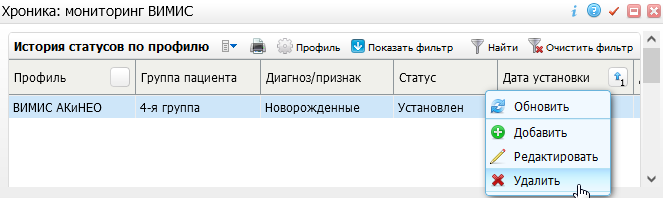 Хроника: мониторинг ВИМИС
История статусов по профилю Профиль Показать фильтр Найти Очистить фильтр
Профиль Группа пациента Диагноз/признак Статус Дата установки 1
ВИМИС АКиНЕО 4-я группа Новорожденные Установлен
Обновить
Добавить
Редактировать
Удалить